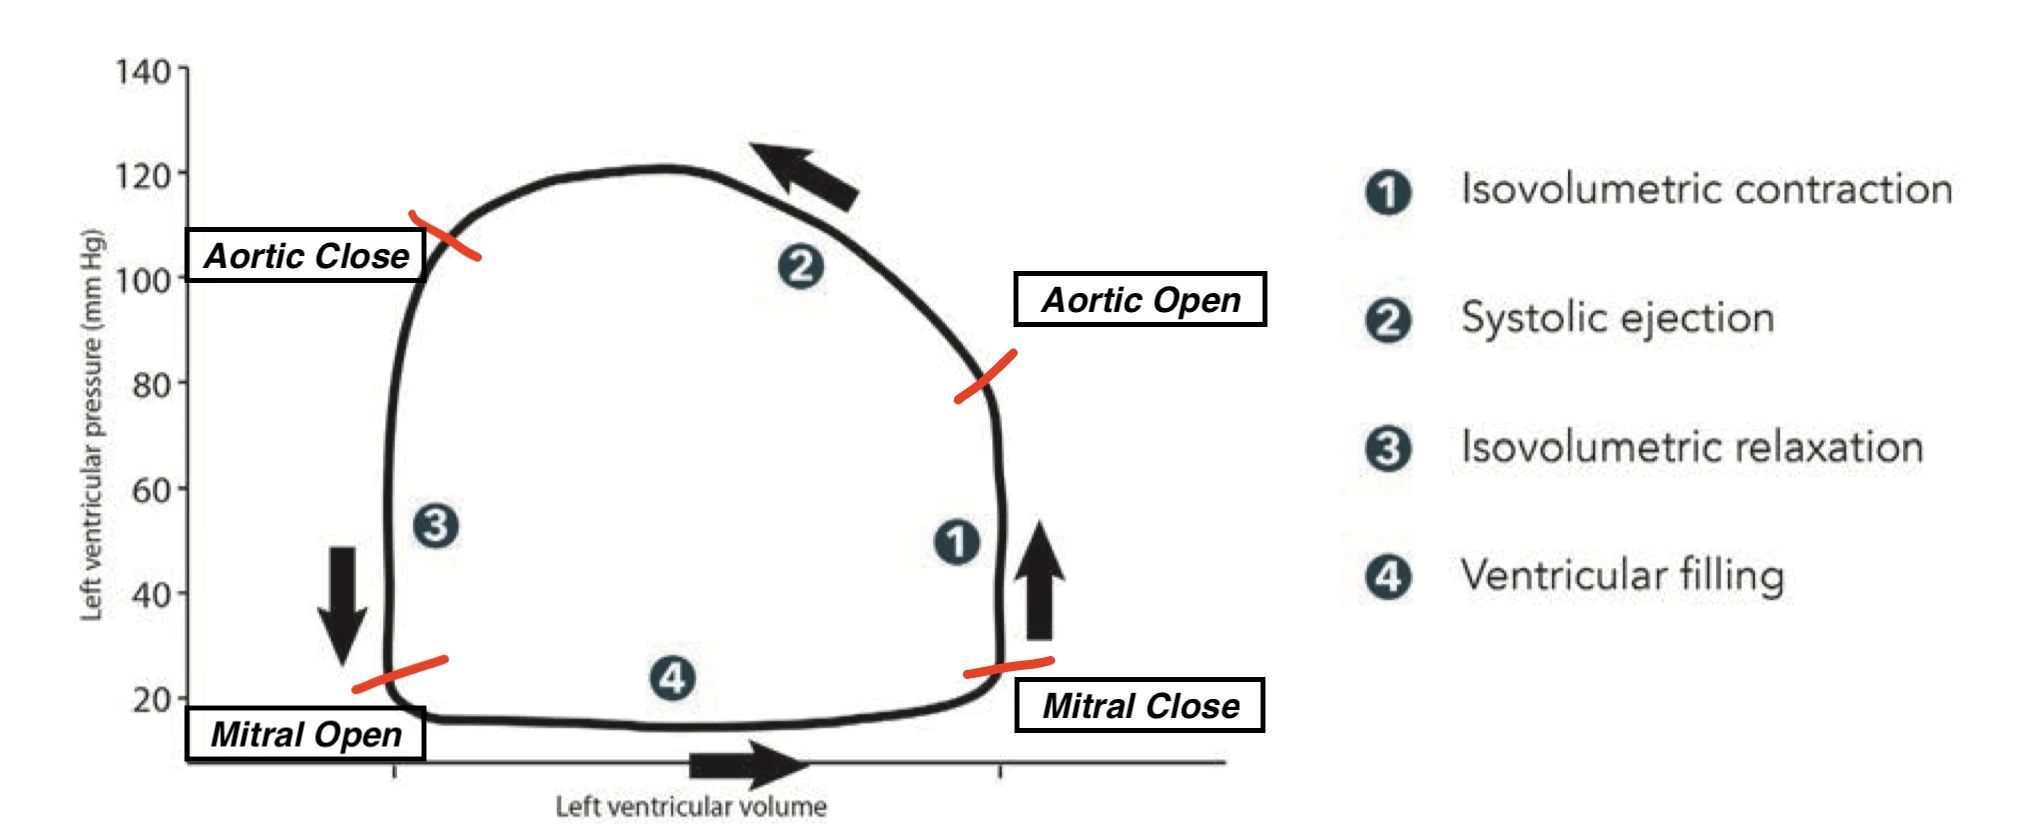 140
120
100
80
60
40
20
Left ventricular pressure (mm Hg)
Aortic Close
Aortic Open
Mitral Open
Mitral Close
2
3
1
4
Left ventricular volume
1 Isovolumetric contraction
2 Systolic ejection
3 Isovolumetric relaxation
4 Ventricular filling